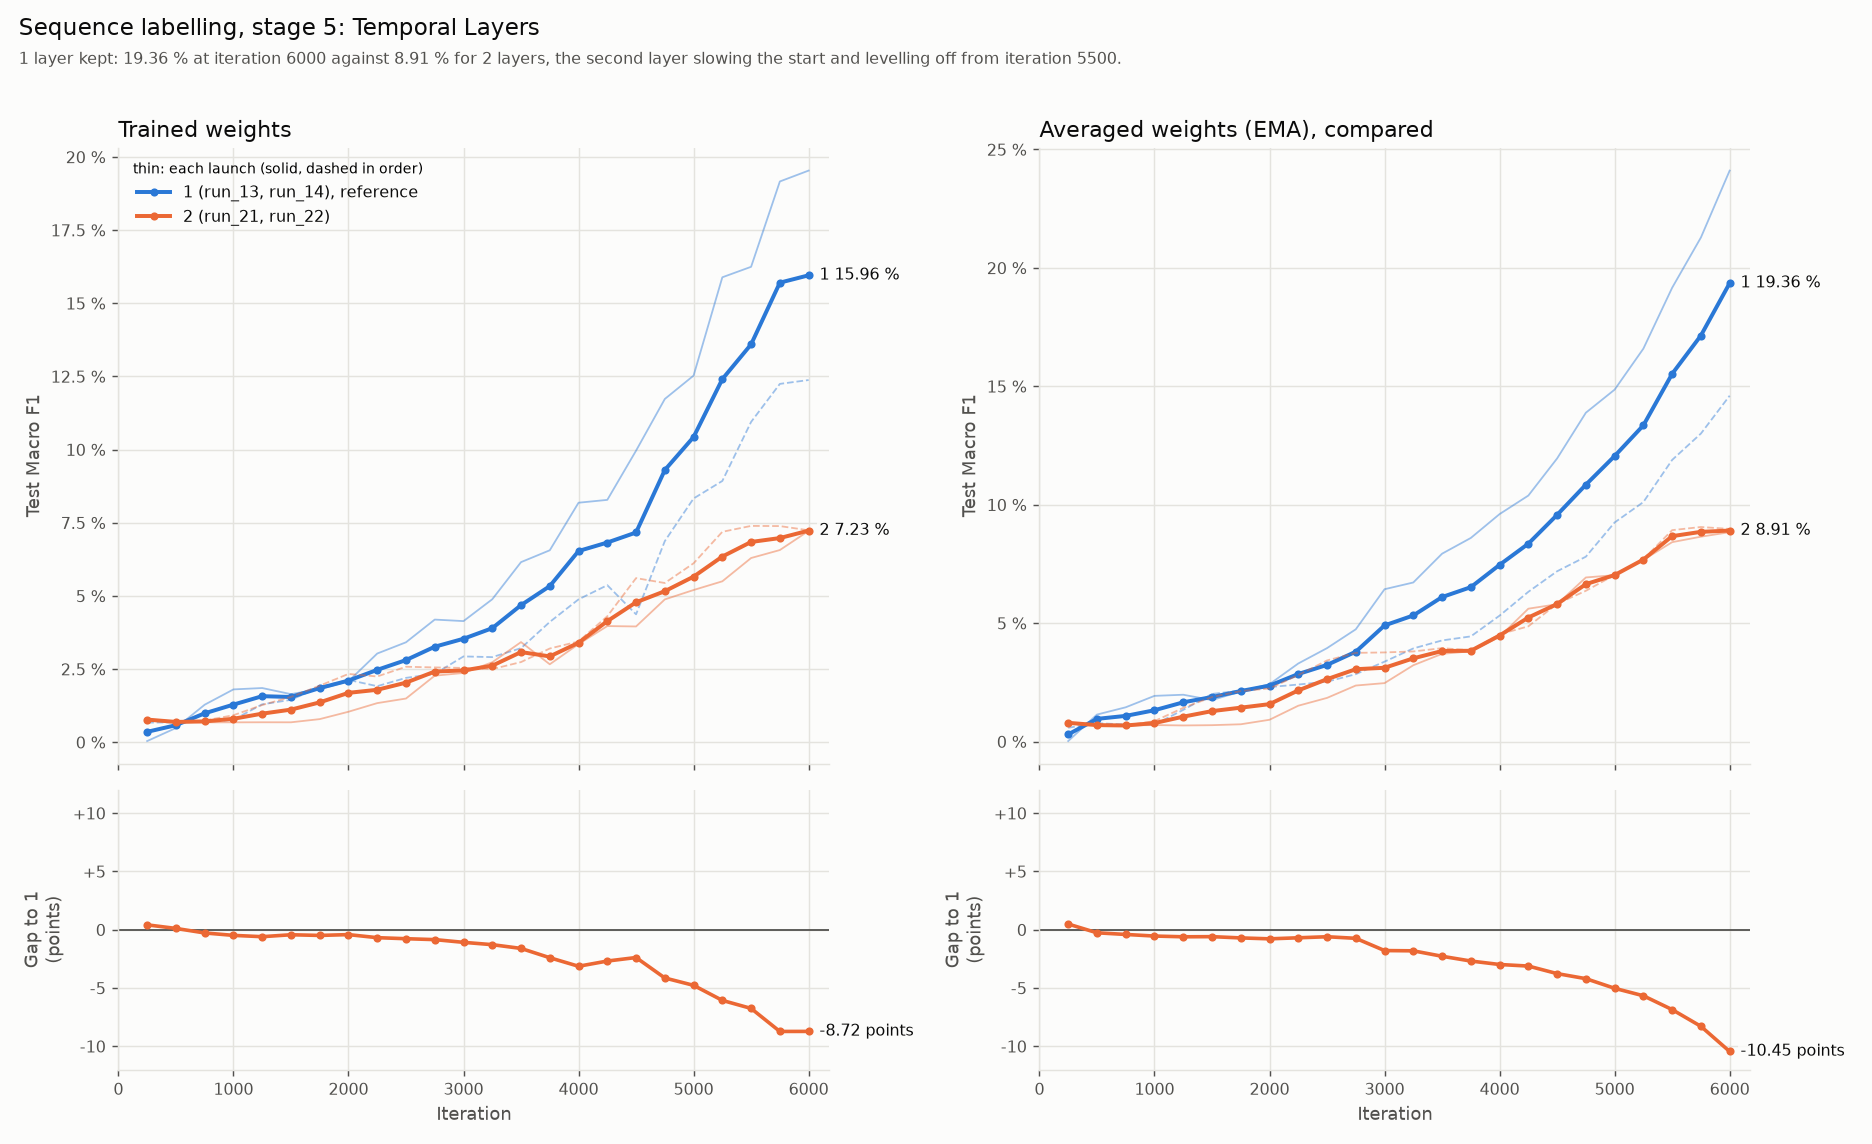 Sequence labelling, stage 5: Temporal Layers
1 layer kept: 19.36 % at iteration 6000 against 8.91 % for 2 layers, the second layer slowing the start and levelling off from iteration 5500.
Trained weights
thin: each launch (solid, dashed in order)
1 (run_13, run_14), reference
2 (run_21, run_22)
20 %
17.5 %
15 %
12.5 %
10 %
7.5 %
5 %
2.5 %
0 %
Test Macro F1
1 15.96 %
2 7.23 %
+10
+5
0
-5
-10
Gap to 1
(points)
-8.72 points
0
1000
2000
3000
4000
5000
6000
Iteration
Averaged weights (EMA), compared
25 %
20 %
15 %
10 %
5 %
0 %
Test Macro F1
1 19.36 %
2 8.91 %
+10
+5
0
-5
-10
Gap to 1
(points)
-10.45 points
0
1000
2000
3000
4000
5000
6000
Iteration